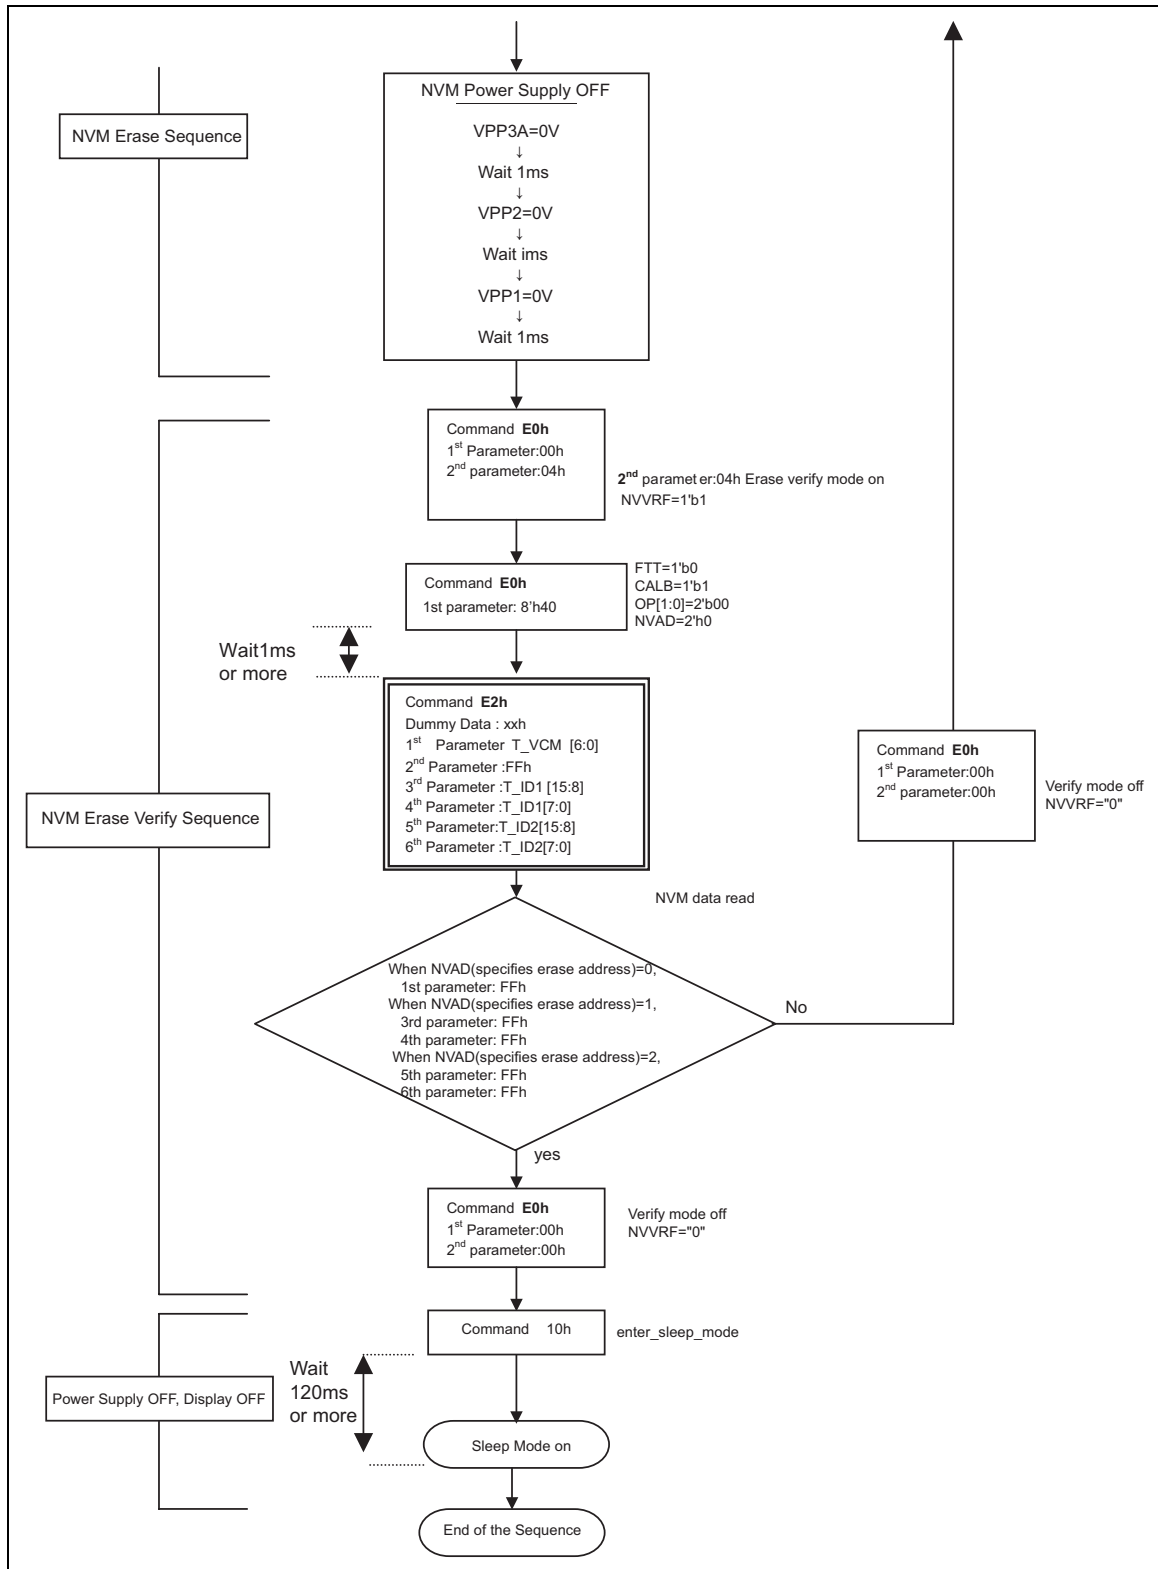 NVM Power Supply OFF
VPP3A=0V
↓
Wait 1ms
↓
VPP2=0V
↓
Wait ims
↓
VPP1=0V
↓
Wait 1ms
NVM Erase Sequence
Command E0h
1st Parameter:00h
2nd parameter:04h
2nd parameter:04h Erase verify mode on
NVVRF=1'b1
Command E0h
1st parameter: 8'h40
FTT=1'b0
CALB=1'b1
OP[1:0]=2'b00
NVAD=2'h0
Wait1ms
or more
Command E2h
Dummy Data : xxh
1st Parameter T_VCM [6:0]
2nd Parameter :FFh
3rd Parameter :T_ID1 [15:8]
4th Parameter :T_ID1[7:0]
5th Parameter:T_ID2[15:8]
6th Parameter :T_ID2[7:0]
NVM Erase Verify Sequence
Command E0h
1st Parameter:00h
2nd parameter:00h
Verify mode off
NVVRF="0"
NVM data read
When NVAD(specifies erase address)=0,
1st parameter: FFh
When NVAD(specifies erase address)=1,
3rd parameter: FFh
4th parameter: FFh
When NVAD(specifies erase address)=2,
5th parameter: FFh
6th parameter: FFh
No
yes
Command E0h
1st Parameter:00h
2nd parameter:00h
Verify mode off
NVVRF="0"
Command 10h
enter_sleep_mode
Wait
120ms
or more
Power Supply OFF, Display OFF
Sleep Mode on
End of the Sequence